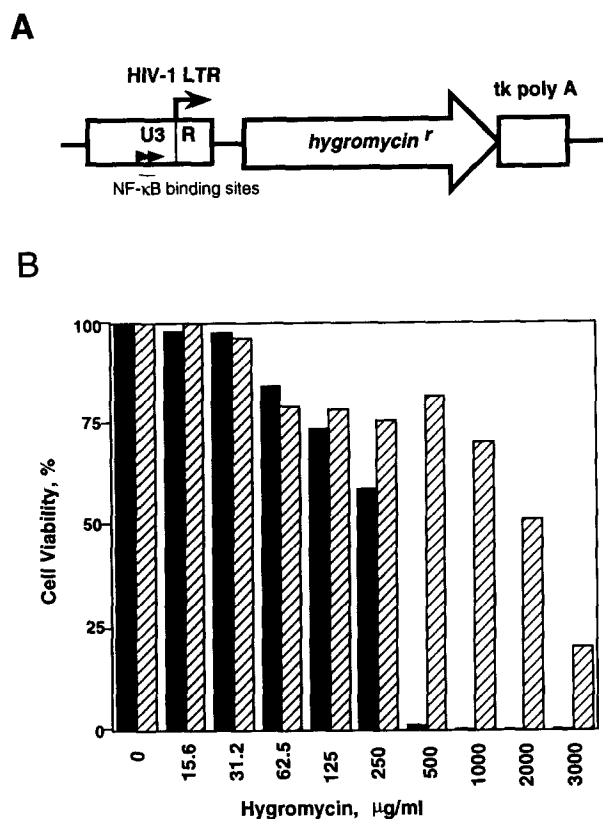 A
HIV-1 LTR
tk poly A
U3
R
hygromycin r
NF-κB binding sites
B
100
75
50
25
0
Cell Viability, %
0
15.6
31.2
62.5
125
250
500
1000
2000
3000
Hygromycin, μg/ml